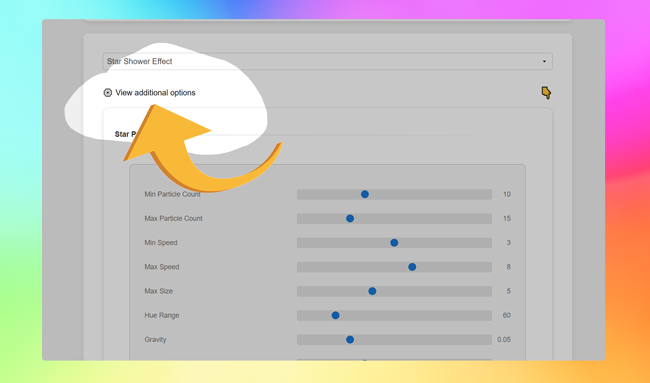 Star Shower Effect
View additional options
Star
Min Particle Count 10
Max Particle Count 15
Min Speed 3
Max Speed 8
Max Size 5
Hue Range 60
Gravity 0.05